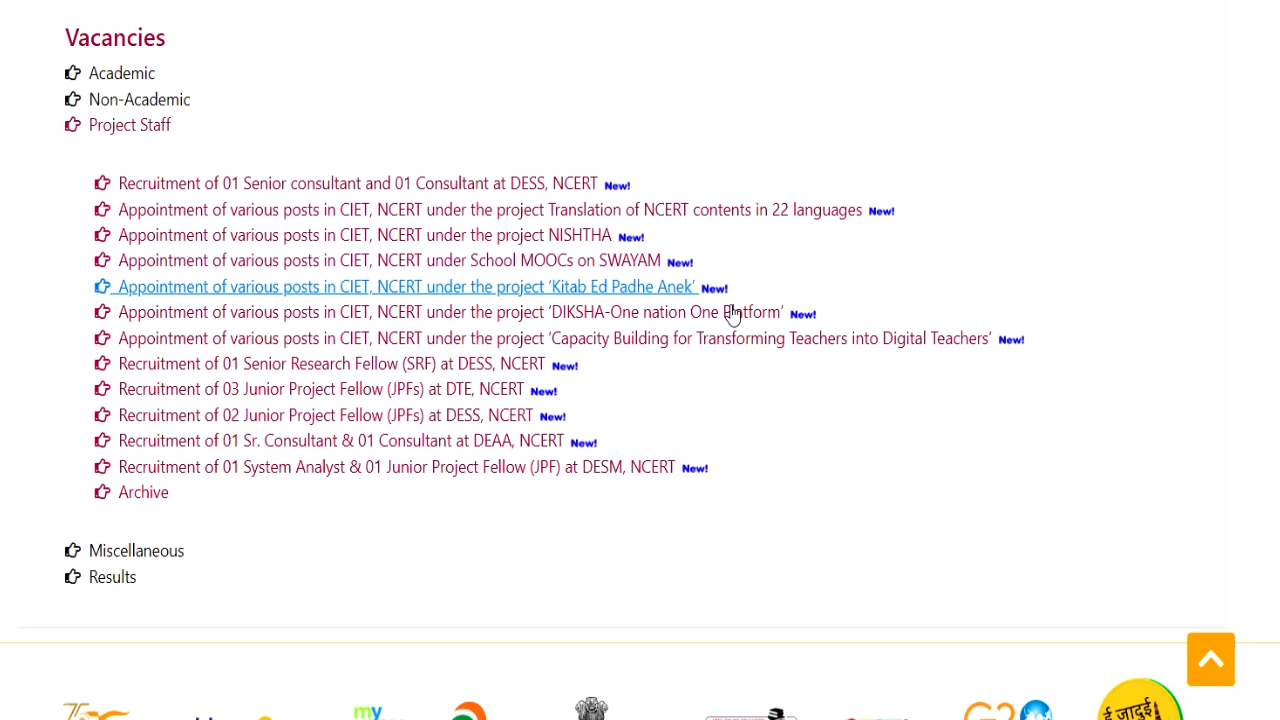 Vacancies
Academic
Non-Academic
Project Staff
Recruitment of 01 Senior consultant and 01 Consultant at DESS, NCERT New!
Appointment of various posts in CIET, NCERT under the project Translation of NCERT contents in 22 languages New!
Appointment of various posts in CIET, NCERT under the project NISHTHA New!
Appointment of various posts in CIET, NCERT under School MOOCs on SWAYAM New!
Appointment of various posts in CIET, NCERT under the project ‘Kitab Ed Padhe Anek’ New!
Appointment of various posts in CIET, NCERT under the project ‘DIKSHA-One nation One Platform’ New!
Appointment of various posts in CIET, NCERT under the project ‘Capacity Building for Transforming Teachers into Digital Teachers’ New!
Recruitment of 01 Senior Research Fellow (SRF) at DESS, NCERT New!
Recruitment of 03 Junior Project Fellow (JPFs) at DTE, NCERT New!
Recruitment of 02 Junior Project Fellow (JPFs) at DESS, NCERT New!
Recruitment of 01 Sr. Consultant & 01 Consultant at DEAA, NCERT New!
Recruitment of 01 System Analyst & 01 Junior Project Fellow (JPF) at DESM, NCERT New!
Archive
Miscellaneous
Results
my
ई जादुई